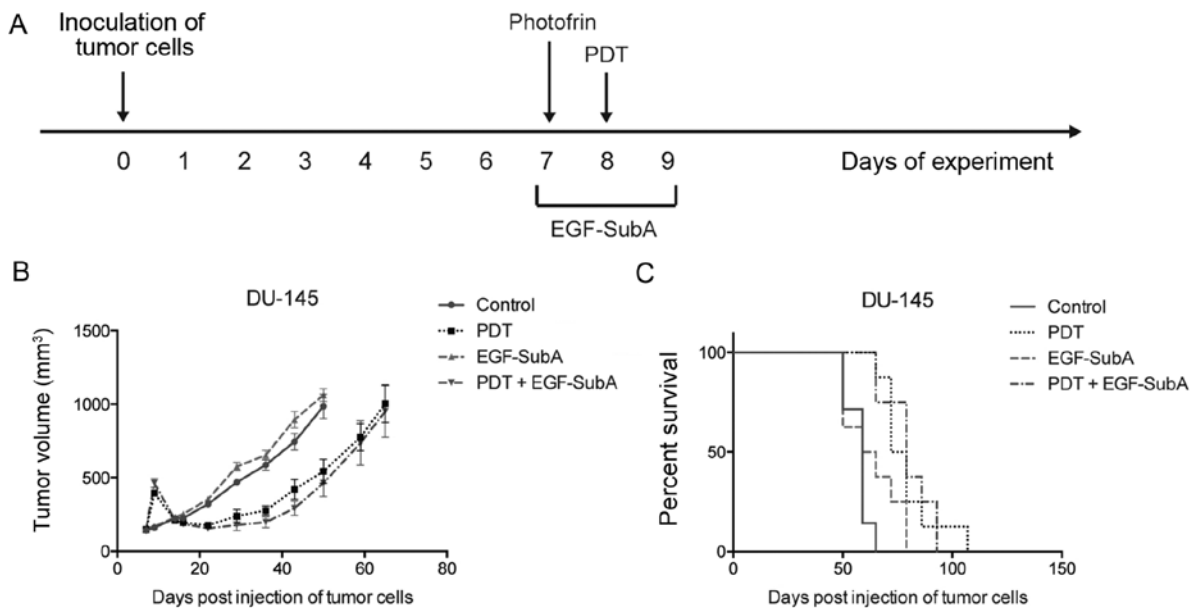 A
Inoculation of
tumor cells
Photofrin
PDT
0 1 2 3 4 5 6 7 8 9 Days of experiment
EGF-SubA
B
DU-145
Control
PDT
EGF-SubA
PDT + EGF-SubA
Tumor volume (mm³)
1500
1000
500
0
0 20 40 60 80
Days post injection of tumor cells
C
DU-145
Control
PDT
EGF-SubA
PDT + EGF-SubA
Percent survival
100
50
0
0 50 100 150
Days post injection of tumor cells